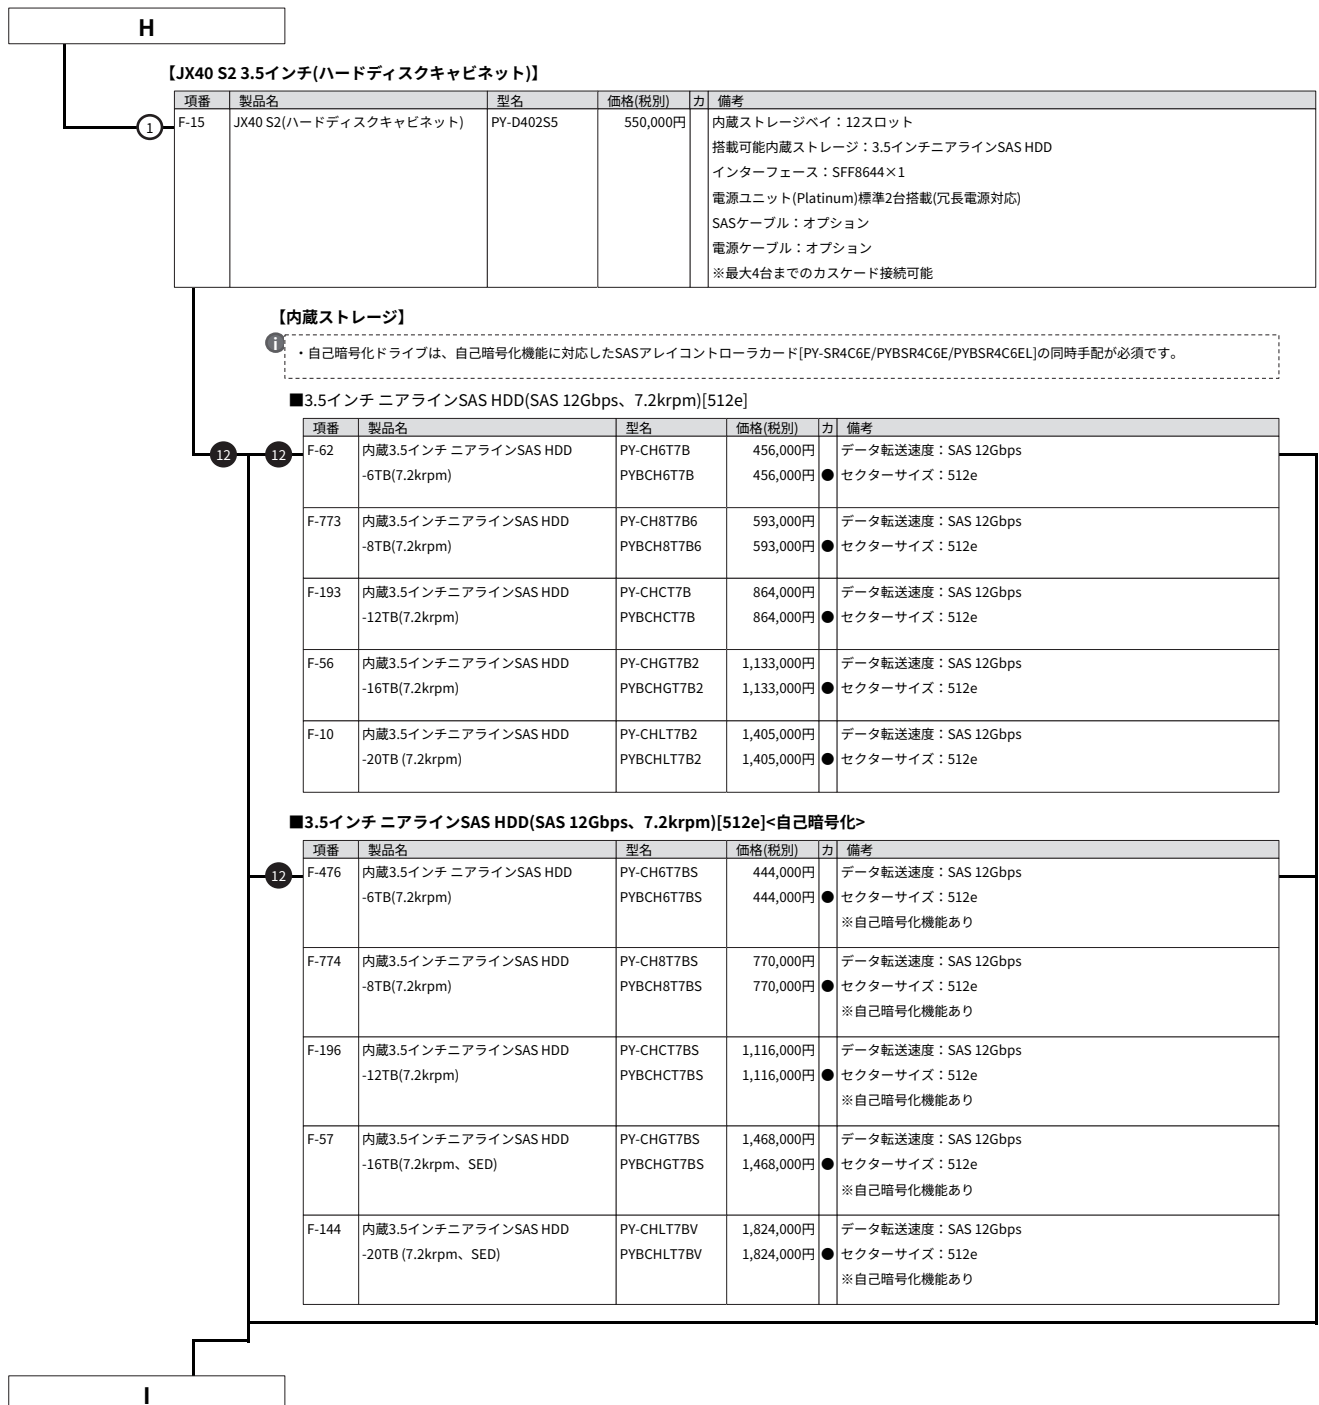 H
【JX40 S2 3.5インチ(ハードディスクキャビネット)】
項番 製品名 型名 価格(税別) カ 備考
① F-15 JX40 S2(ハードディスクキャビネット) PY-D402S5 550,000円 内蔵ストレージベイ：12スロット
搭載可能内蔵ストレージ：3.5インチニアラインSAS HDD
インターフェース：SFF8644×1
電源ユニット(Platinum)標準2台搭載(冗長電源対応)
SASケーブル：オプション
電源ケーブル：オプション
※最大4台までのカスケード接続可能
【内蔵ストレージ】
i
・自己暗号化ドライブは、自己暗号化機能に対応したSASアレイコントローラカード[PY-SR4C6E/PYBSR4C6E/PYBSR4C6EL]の同時手配が必須です。
■3.5インチ ニアラインSAS HDD(SAS 12Gbps、7.2krpm)[512e]
項番 製品名 型名 価格(税別) カ 備考
12 12 F-62 内蔵3.5インチ ニアラインSAS HDD PY-CH6T7B 456,000円 データ転送速度：SAS 12Gbps
-6TB(7.2krpm) PYBCH6T7B 456,000円 ● セクターサイズ：512e
F-773 内蔵3.5インチニアラインSAS HDD PY-CH8T7B6 593,000円 データ転送速度：SAS 12Gbps
-8TB(7.2krpm) PYBCH8T7B6 593,000円 ● セクターサイズ：512e
F-193 内蔵3.5インチニアラインSAS HDD PY-CHCT7B 864,000円 データ転送速度：SAS 12Gbps
-12TB(7.2krpm) PYBCHCT7B 864,000円 ● セクターサイズ：512e
F-56 内蔵3.5インチニアラインSAS HDD PY-CHGT7B2 1,133,000円 データ転送速度：SAS 12Gbps
-16TB(7.2krpm) PYBCHGT7B2 1,133,000円 ● セクターサイズ：512e
F-10 内蔵3.5インチニアラインSAS HDD PY-CHLT7B2 1,405,000円 データ転送速度：SAS 12Gbps
-20TB (7.2krpm) PYBCHLT7B2 1,405,000円 ● セクターサイズ：512e
■3.5インチ ニアラインSAS HDD(SAS 12Gbps、7.2krpm)[512e]<自己暗号化>
項番 製品名 型名 価格(税別) カ 備考
12 F-476 内蔵3.5インチ ニアラインSAS HDD PY-CH6T7BS 444,000円 データ転送速度：SAS 12Gbps
-6TB(7.2krpm) PYBCH6T7BS 444,000円 ● セクターサイズ：512e
※自己暗号化機能あり
F-774 内蔵3.5インチニアラインSAS HDD PY-CH8T7BS 770,000円 データ転送速度：SAS 12Gbps
-8TB(7.2krpm) PYBCH8T7BS 770,000円 ● セクターサイズ：512e
※自己暗号化機能あり
F-196 内蔵3.5インチニアラインSAS HDD PY-CHCT7BS 1,116,000円 データ転送速度：SAS 12Gbps
-12TB(7.2krpm) PYBCHCT7BS 1,116,000円 ● セクターサイズ：512e
※自己暗号化機能あり
F-57 内蔵3.5インチニアラインSAS HDD PY-CHGT7BS 1,468,000円 データ転送速度：SAS 12Gbps
-16TB(7.2krpm、SED) PYBCHGT7BS 1,468,000円 ● セクターサイズ：512e
※自己暗号化機能あり
F-144 内蔵3.5インチニアラインSAS HDD PY-CHLT7BV 1,824,000円 データ転送速度：SAS 12Gbps
-20TB (7.2krpm、SED) PYBCHLT7BV 1,824,000円 ● セクターサイズ：512e
※自己暗号化機能あり
I